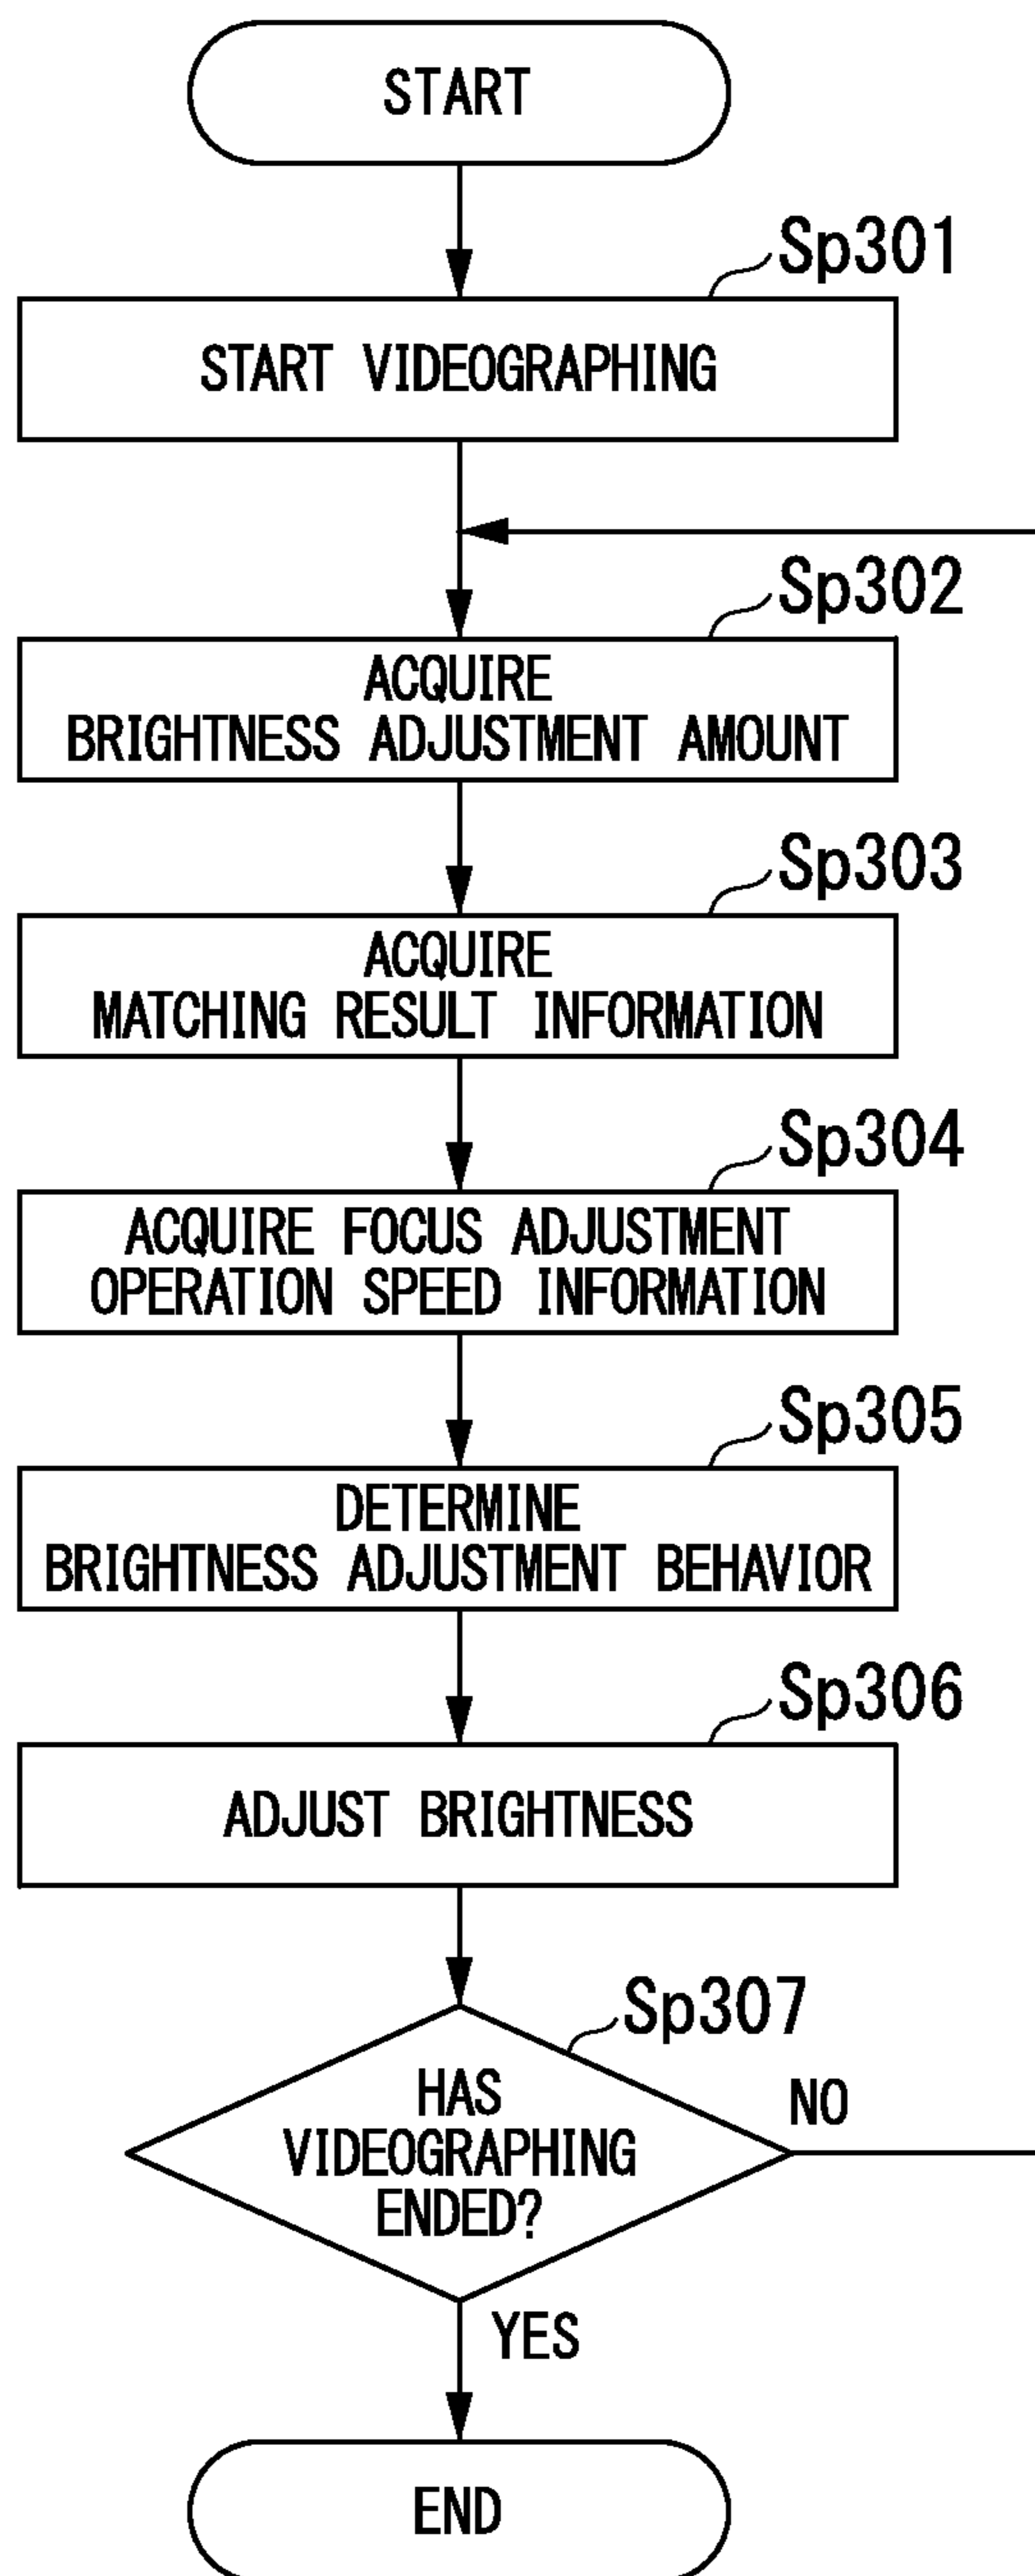 START
Sp301
START VIDEOGRAPHING
Sp302
ACQUIRE
BRIGHTNESS ADJUSTMENT AMOUNT
Sp303
ACQUIRE
MATCHING RESULT INFORMATION
Sp304
ACQUIRE FOCUS ADJUSTMENT
OPERATION SPEED INFORMATION
Sp305
DETERMINE
BRIGHTNESS ADJUSTMENT BEHAVIOR
Sp306
ADJUST BRIGHTNESS
Sp307
HAS
VIDEOGRAPHING
ENDED?
NO
YES
END